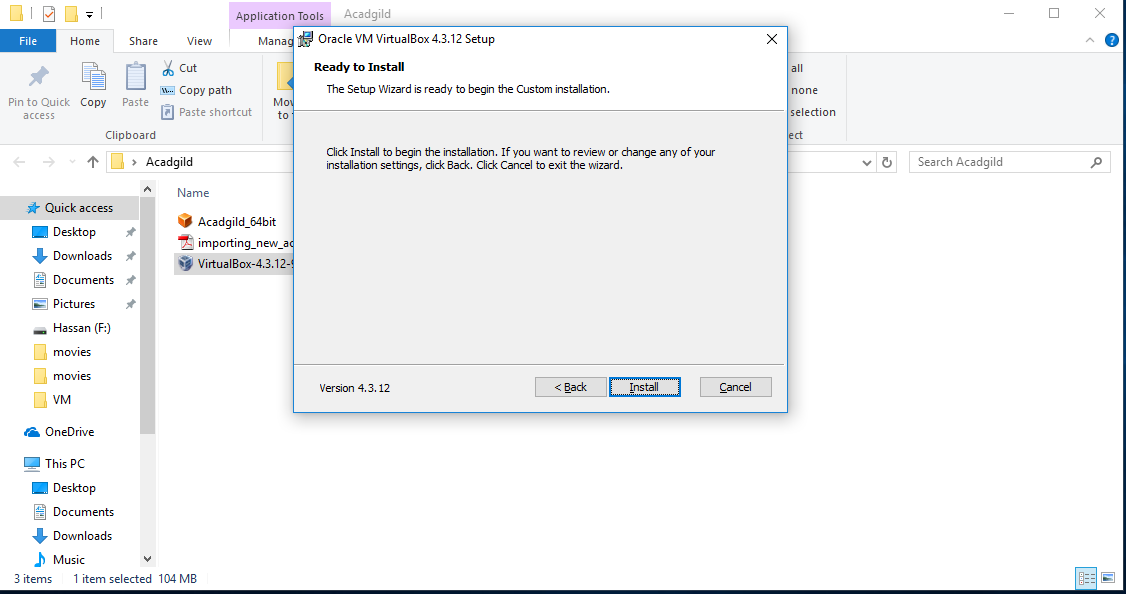 Application Tools
Acadgild
File
Home
Share
View
Manag
Pin to Quick
access
Copy
Paste
Cut
Copy path
Paste shortcut
Clipboard
Mov
to
all
none
selection
ect
Acadgild
Search Acadgild
Quick access
Desktop
Downloads
Documents
Pictures
Hassan (F:)
movies
movies
VM
OneDrive
This PC
Desktop
Documents
Downloads
Music
Name
Acadgild_64bit
importing_new_ac
VirtualBox-4.3.12-9
Oracle VM VirtualBox 4.3.12 Setup
Ready to Install
The Setup Wizard is ready to begin the Custom installation.
Click Install to begin the installation. If you want to review or change any of your
installation settings, click Back. Click Cancel to exit the wizard.
Version 4.3.12
< Back
Install
Cancel
3 items
1 item selected 104 MB